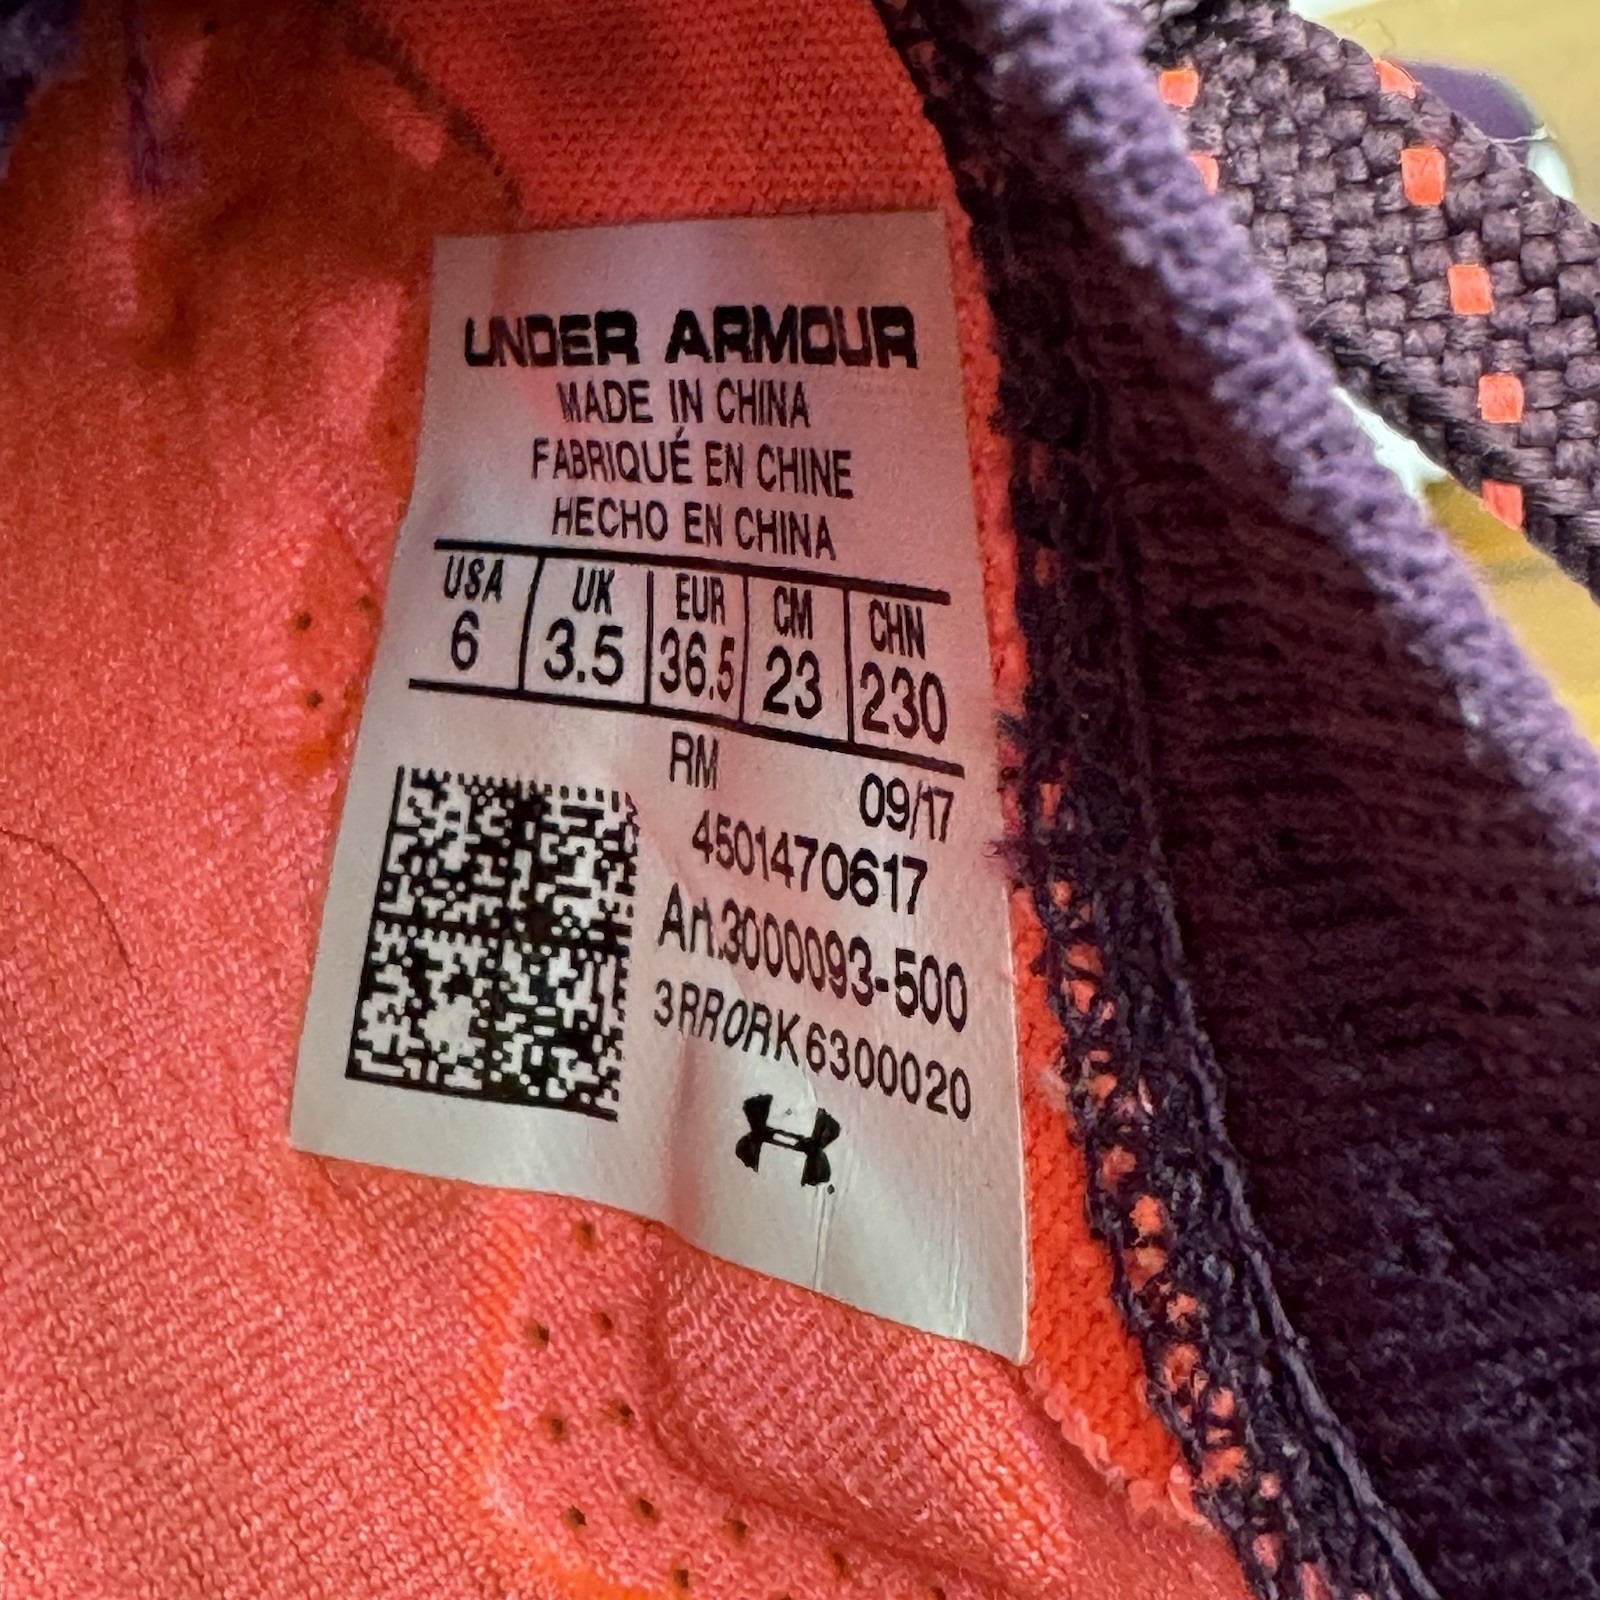 UNDER ARMOUR
MADE IN CHINA
FABRIQUÉ EN CHINE
HECHO EN CHINA
USA UK EUR CM CHN
6 3.5 36.5 23 230
RM 09/17
4501470617
Art.3000093-500
3RR0RK6300020